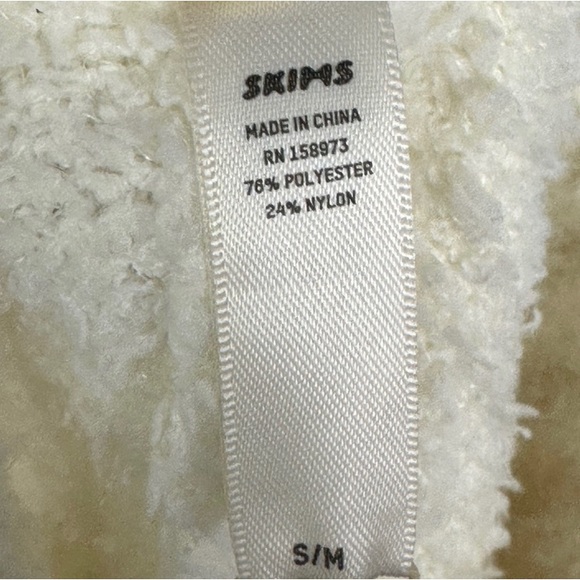 SKIMS
MADE IN CHINA
RN 158973
76% POLYESTER
24% NYLON
S/M